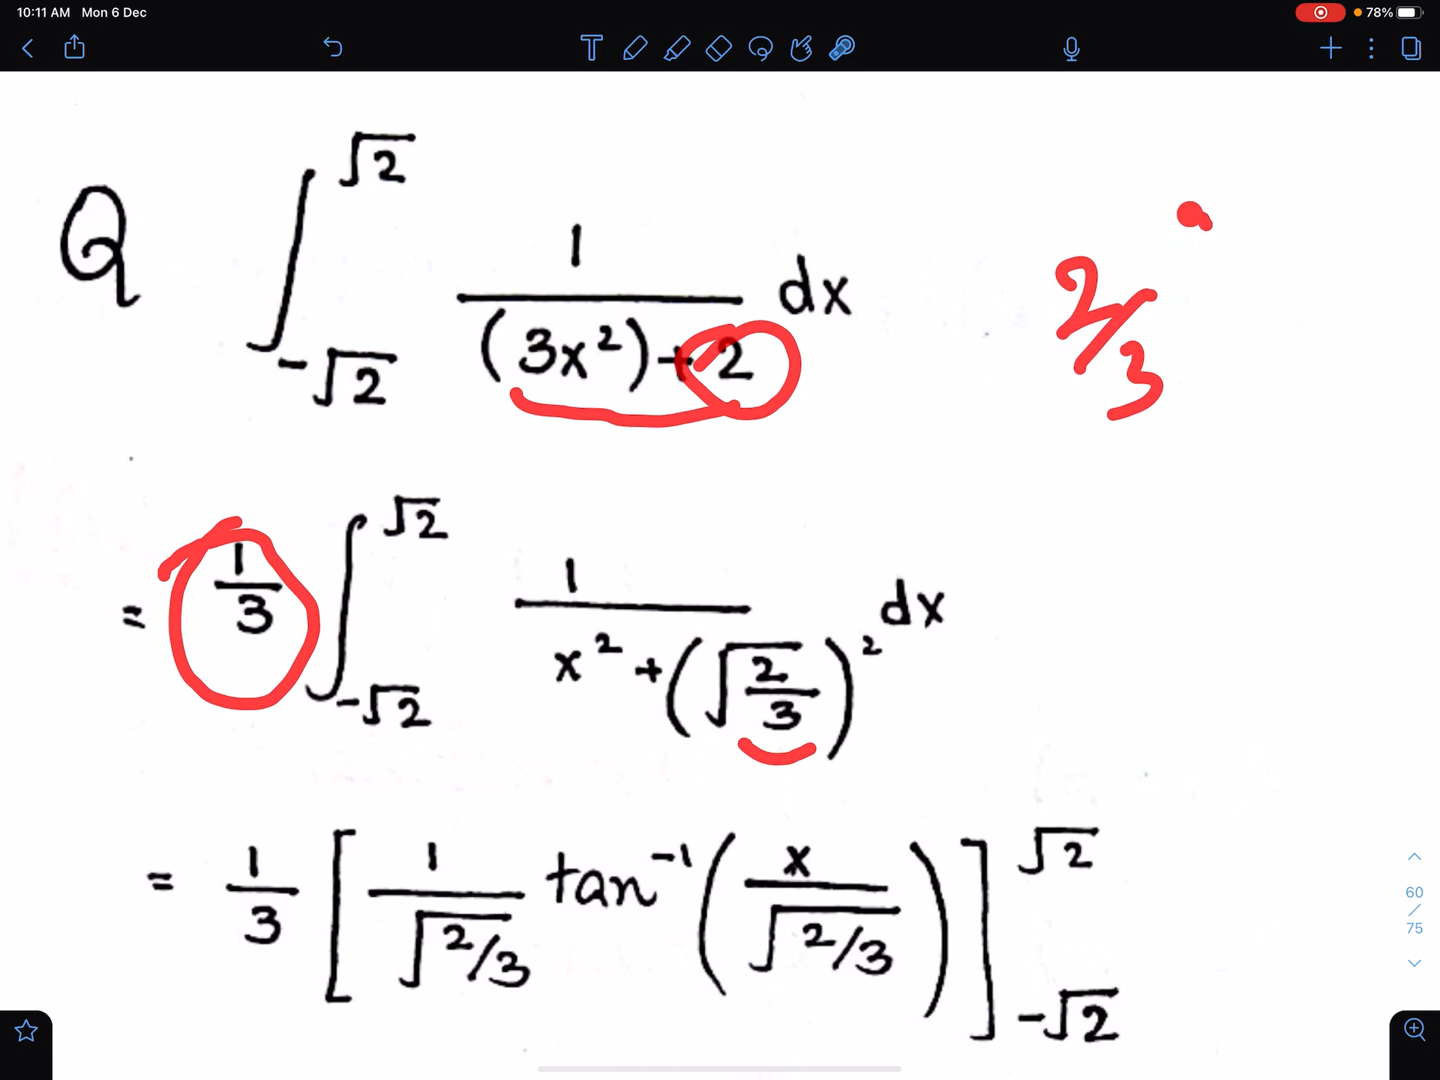 10:11 AM Mon 6 Dec 78%
T
Q ∫_{-√2}^{√2} 1/((3x²)+2) dx 2/3
= 1/3 ∫_{-√2}^{√2} 1/(x²+(√(2/3))²) dx
= 1/3 [1/√(2/3) tan⁻¹(x/√(2/3))]_{-√2}^{√2}
60
/
75